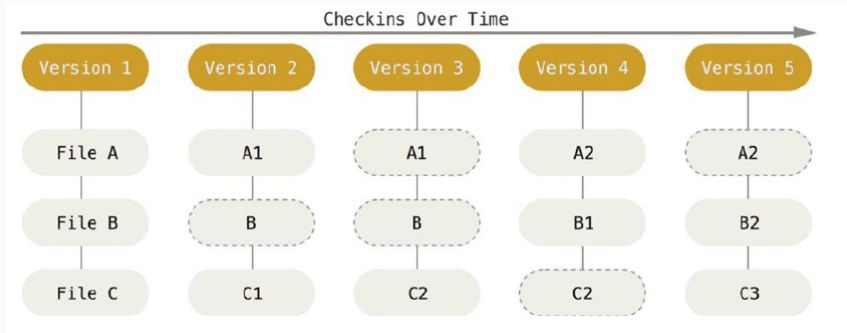 Checkins Over Time
Version 1 Version 2 Version 3 Version 4 Version 5
File A A1 A1 A2 A2
File B B B B1 B2
File C C1 C2 C2 C3